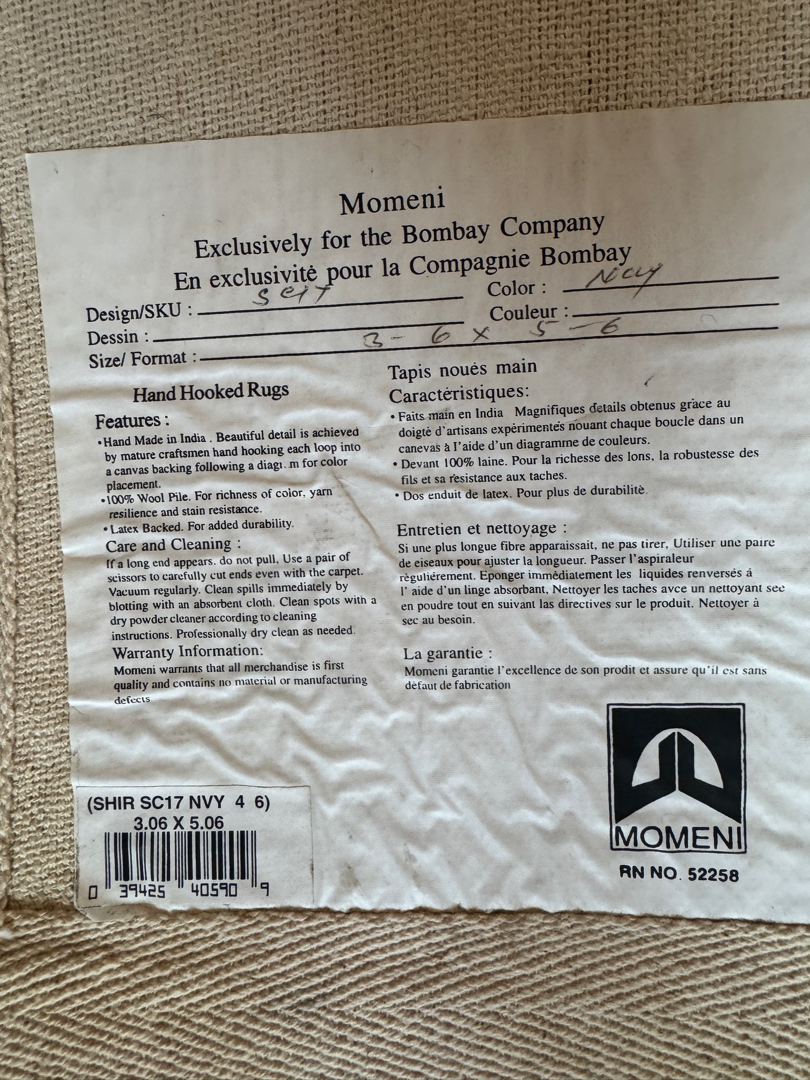 Momeni
Exclusively for the Bombay Company
En exclusivité pour la Compagnie Bombay
Design/SKU :
Color :
Dessin :
Couleur :
Size/ Format : 3 - 6 x 5 - 6
Hand Hooked Rugs
Features :
• Hand Made in India . Beautiful detail is achieved
by mature craftsmen hand hooking each loop into
a canvas backing following a diagr.m for color
placement.
•100% Wool Pile. For richness of color, yarn
resilience and stain resistance.
• Latex Backed. For added durability.
Care and Cleaning :
If a long end appears. do not pull, Use a pair of
scissors to carefully cut ends even with the carpet.
Vacuum regularly. Clean spills immediately by
blotting with an absorbent cloth. Clean spots with a
dry powder cleaner according to cleaning
instructions. Professionally dry clean as needed.
Warranty Information:
Momeni warrants that all merchandise is first
quality and contains no material or manufacturing
defects
Tapis noués main
Caractéristiques:
• Faits main en India Magnifiques détails obtenus grâce au
doigté d'artisans expérimentés nouant chaque boucle dans un
canevas à l'aide d'un diagramme de couleurs.
• Devant 100% laine. Pour la richesse des lons, la robustesse des
fils et sa résistance aux taches.
• Dos enduit de latex. Pour plus de durabilité.
Entretien et nettoyage :
Si une plus longue fibre apparaissait, ne pas tirer, Utiliser une paire
de eiseaux pour ajuster la longueur. Passer l'aspiraleur
règulièrement. Eponger immédiatement les liquides renversés á
l' aide d'un linge absorbant, Nettoyer les taches avce un nettoyant sec
en poudre tout en suivant las directives sur le produit. Nettoyer à
sec au besoin.
La garantie :
Momeni garantie l'excellence de son prodit et assure qu'il est sans
défaut de fabrication
(SHIR SC17 NVY 4 6)
3.06 X 5.06
0 39425 40590 9
MOMENI
RN NO. 52258